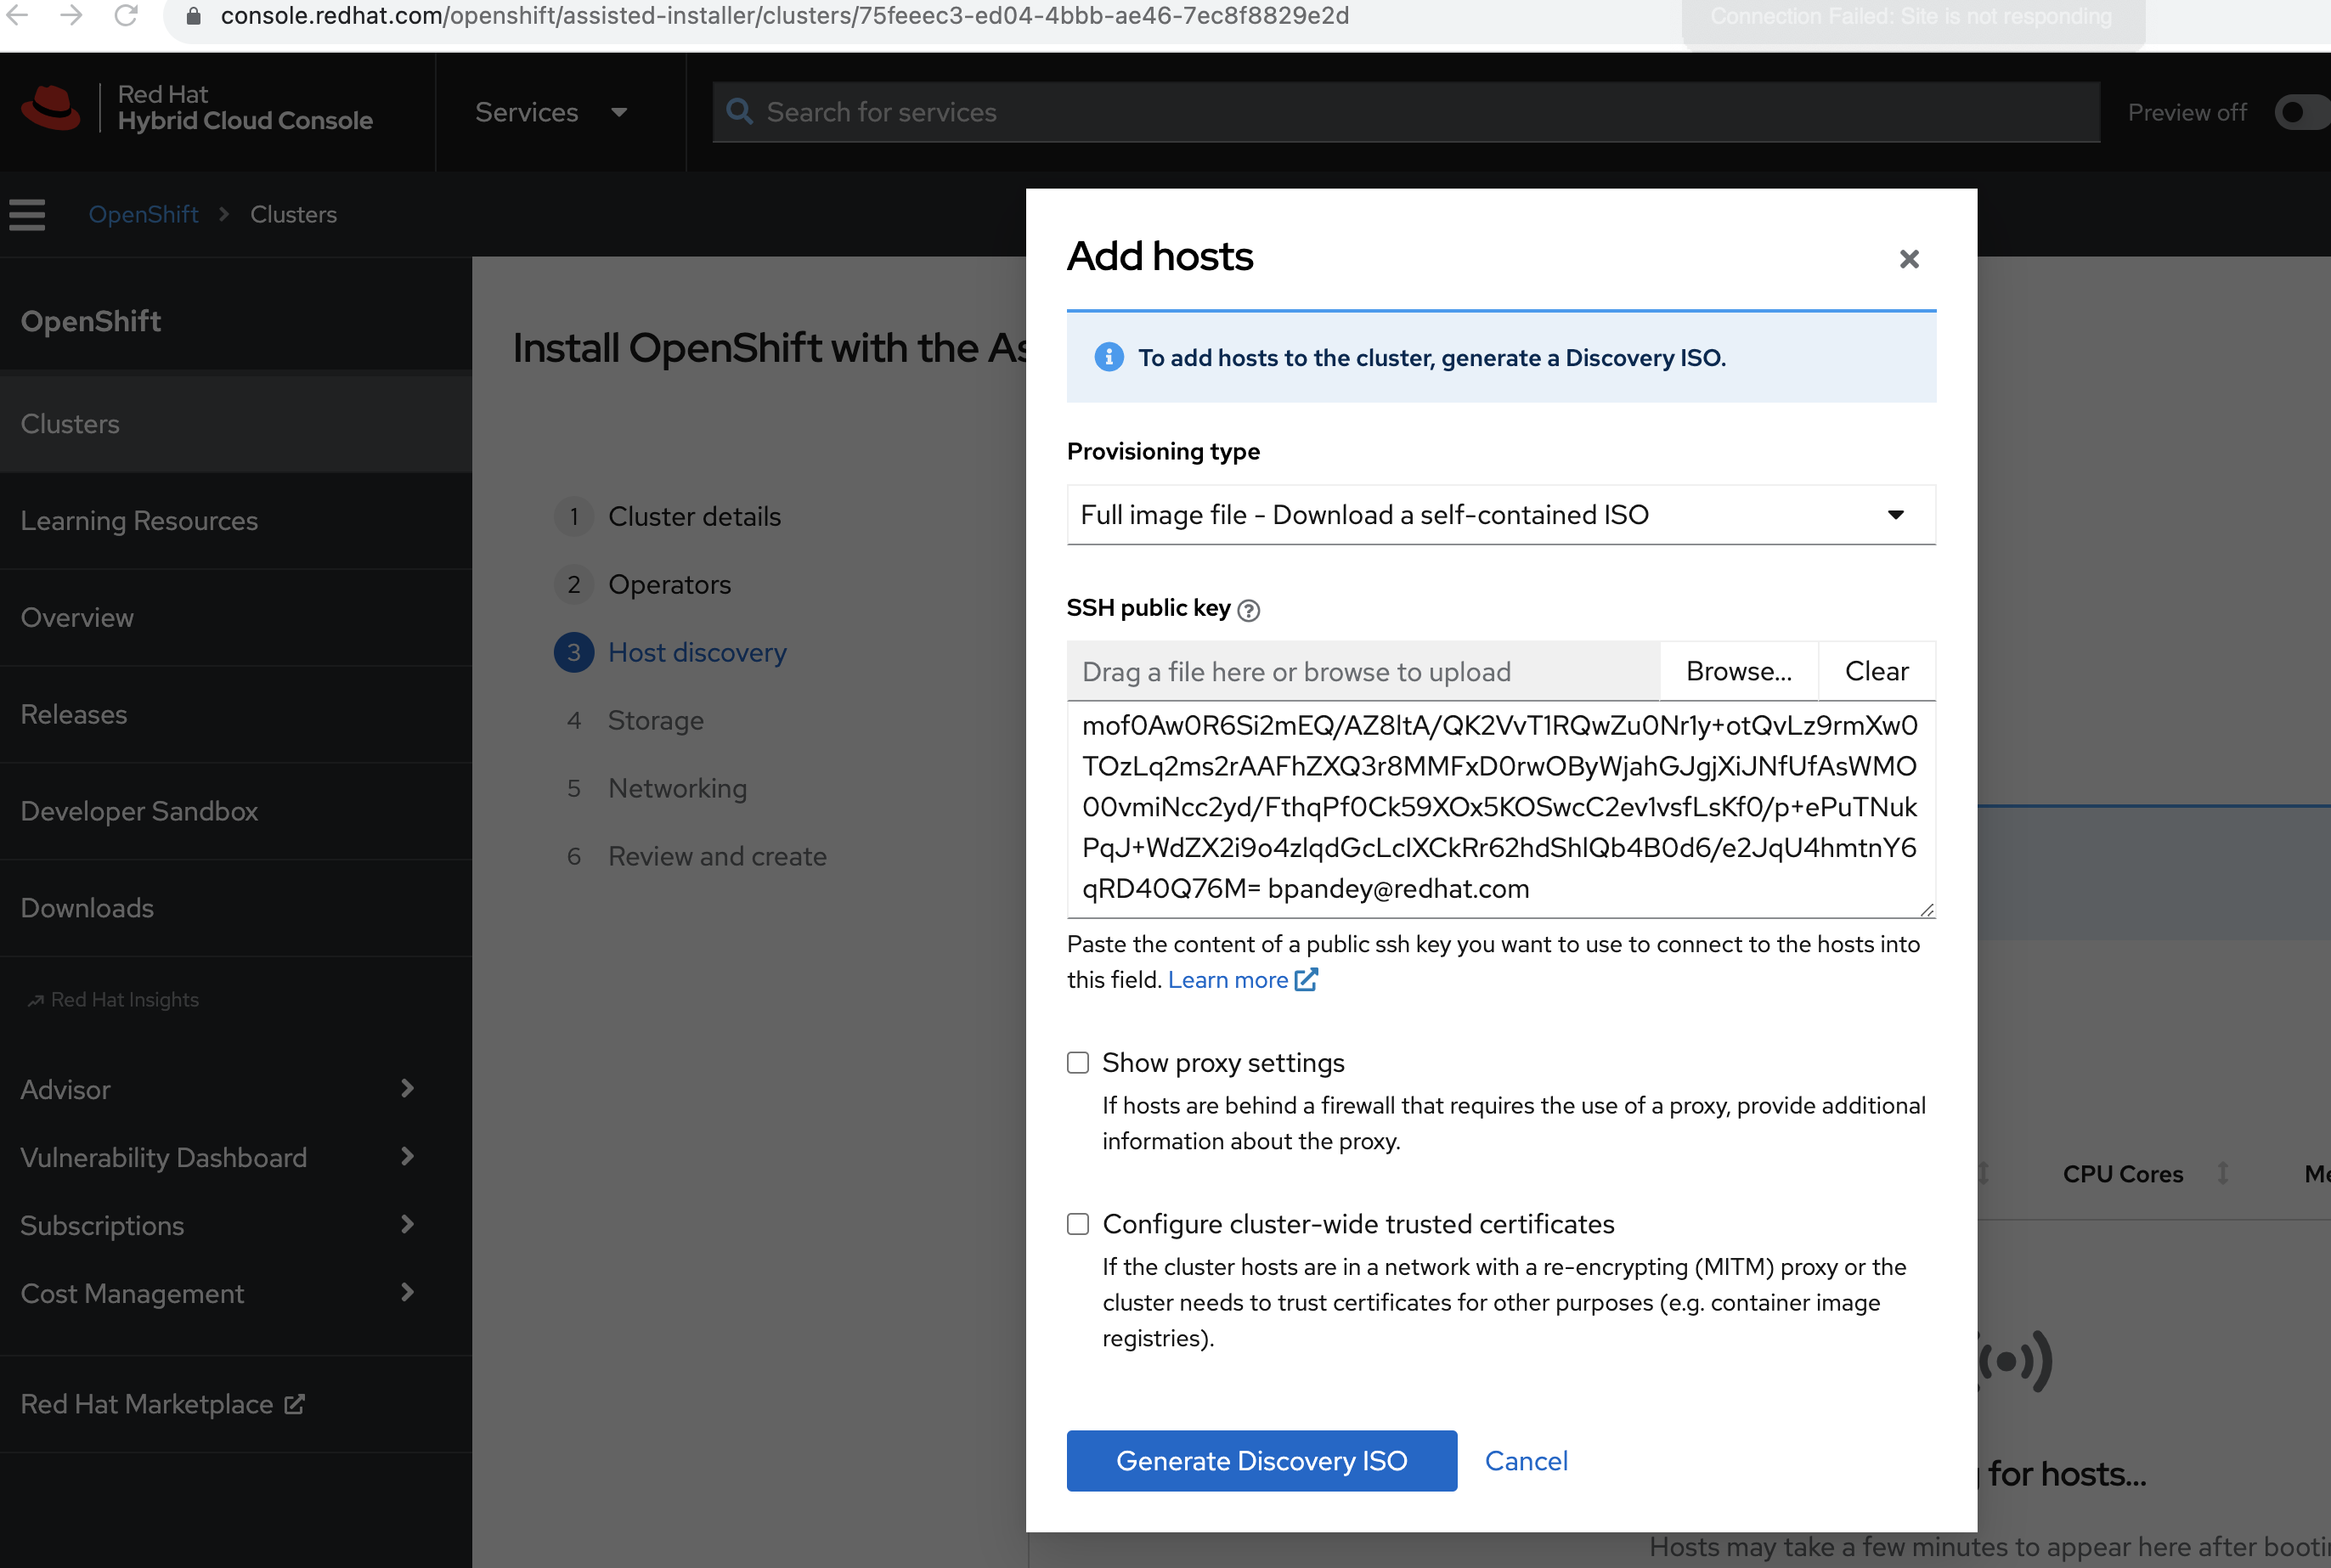 console.redhat.com/openshift/assisted-installer/clusters/75feeec3-ed04-4bbb-ae46-7ec8f8829e2d
Connection Failed: Site is not responding
Red Hat
Hybrid Cloud Console
Services
Search for services
Preview off
OpenShift > Clusters
OpenShift
Clusters
Learning Resources
Overview
Releases
Developer Sandbox
Downloads
Red Hat Insights
Advisor
Vulnerability Dashboard
Subscriptions
Cost Management
Red Hat Marketplace
Install OpenShift with the As
1 Cluster details
2 Operators
3 Host discovery
4 Storage
5 Networking
6 Review and create
Add hosts
To add hosts to the cluster, generate a Discovery ISO.
Provisioning type
Full image file - Download a self-contained ISO
SSH public key
Drag a file here or browse to upload
Browse...
Clear
mof0Aw0R6Si2mEQ/AZ8ltA/QK2VvT1RQwZu0Nr1y+otQvLz9rmXw0
TOzLq2ms2rAAFhZXQ3r8MMFxD0rwOByWjahGJgjXiJNfUfAsWMO
00vmiNcc2yd/FthqPf0Ck59XOx5KOSwcC2ev1vsfLsKf0/p+ePuTNuk
PqJ+WdZX2i9o4zlqdGcLcIXCkRr62hdShlQb4B0d6/e2JqU4hmtnY6
qRD40Q76M= bpandey@redhat.com
Paste the content of a public ssh key you want to use to connect to the hosts into
this field. Learn more
Show proxy settings
If hosts are behind a firewall that requires the use of a proxy, provide additional
information about the proxy.
Configure cluster-wide trusted certificates
If the cluster hosts are in a network with a re-encrypting (MITM) proxy or the
cluster needs to trust certificates for other purposes (e.g. container image
registries).
Generate Discovery ISO
Cancel
CPU Cores
Me
for hosts...
Hosts may take a few minutes to appear here after booti